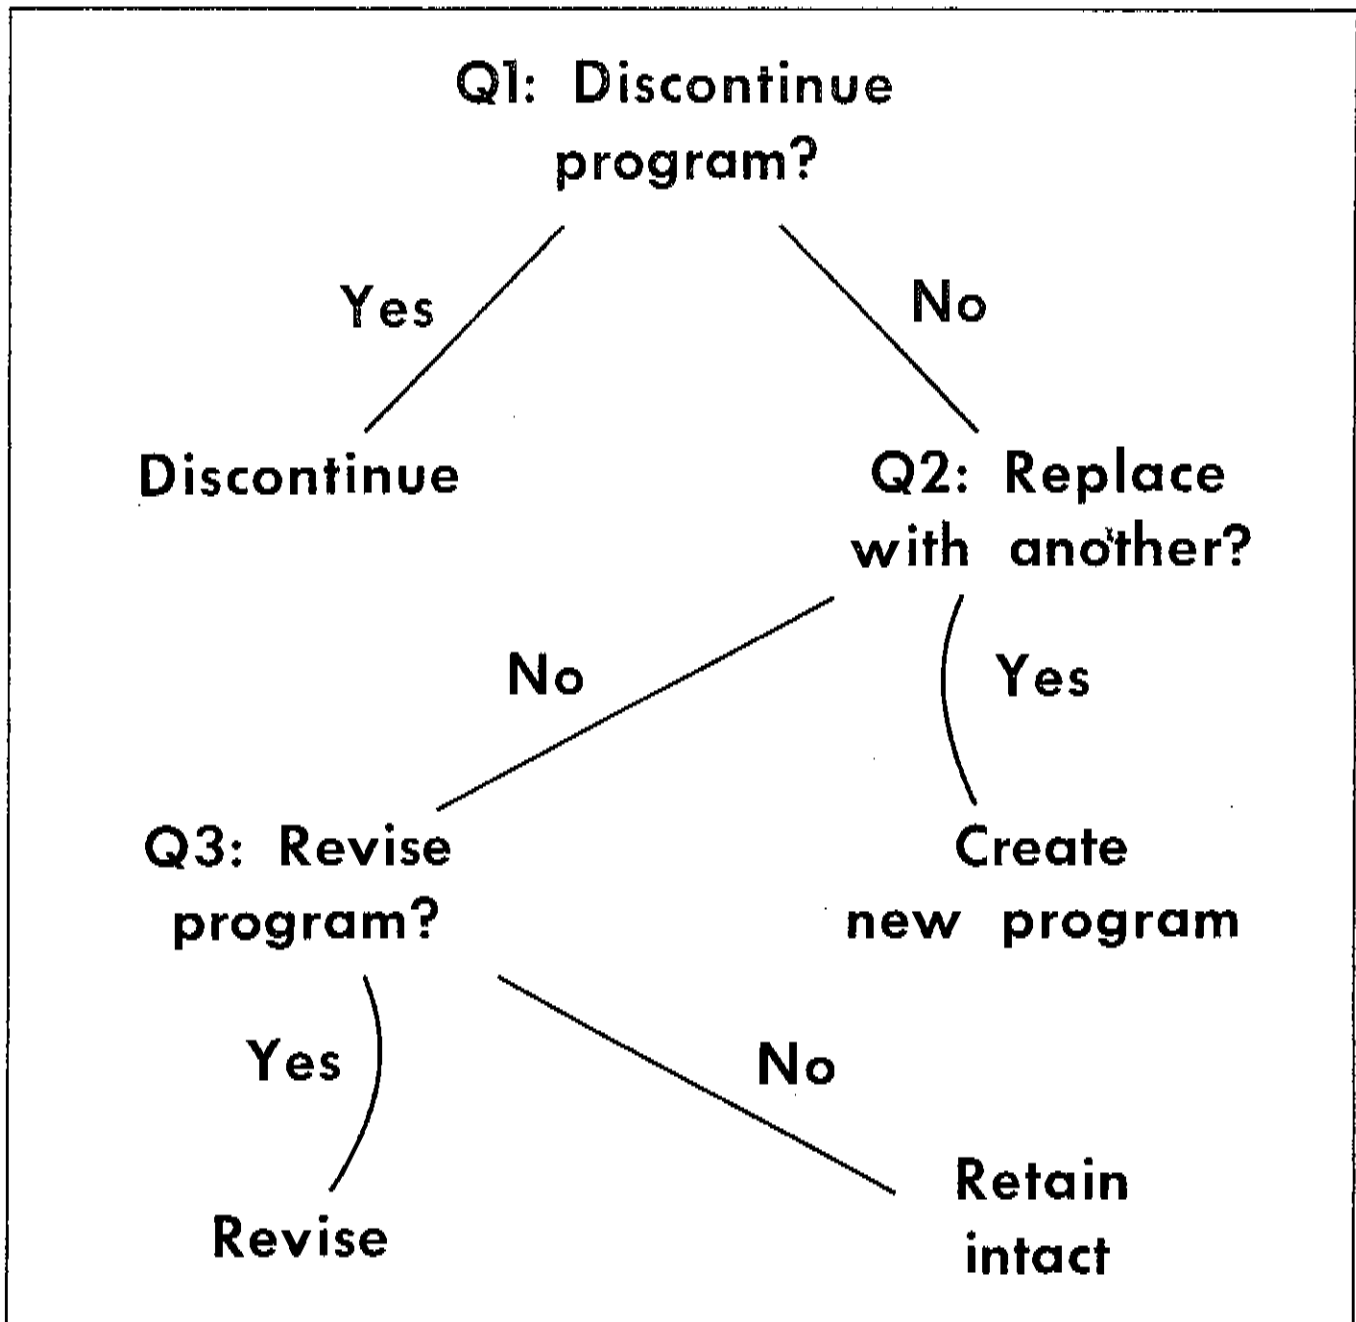 Q1: Discontinue
program?
Yes
No
Discontinue
Q2: Replace
with another?
No
Yes
Q3: Revise
program?
Create
new program
Yes
No
Revise
Retain
intact